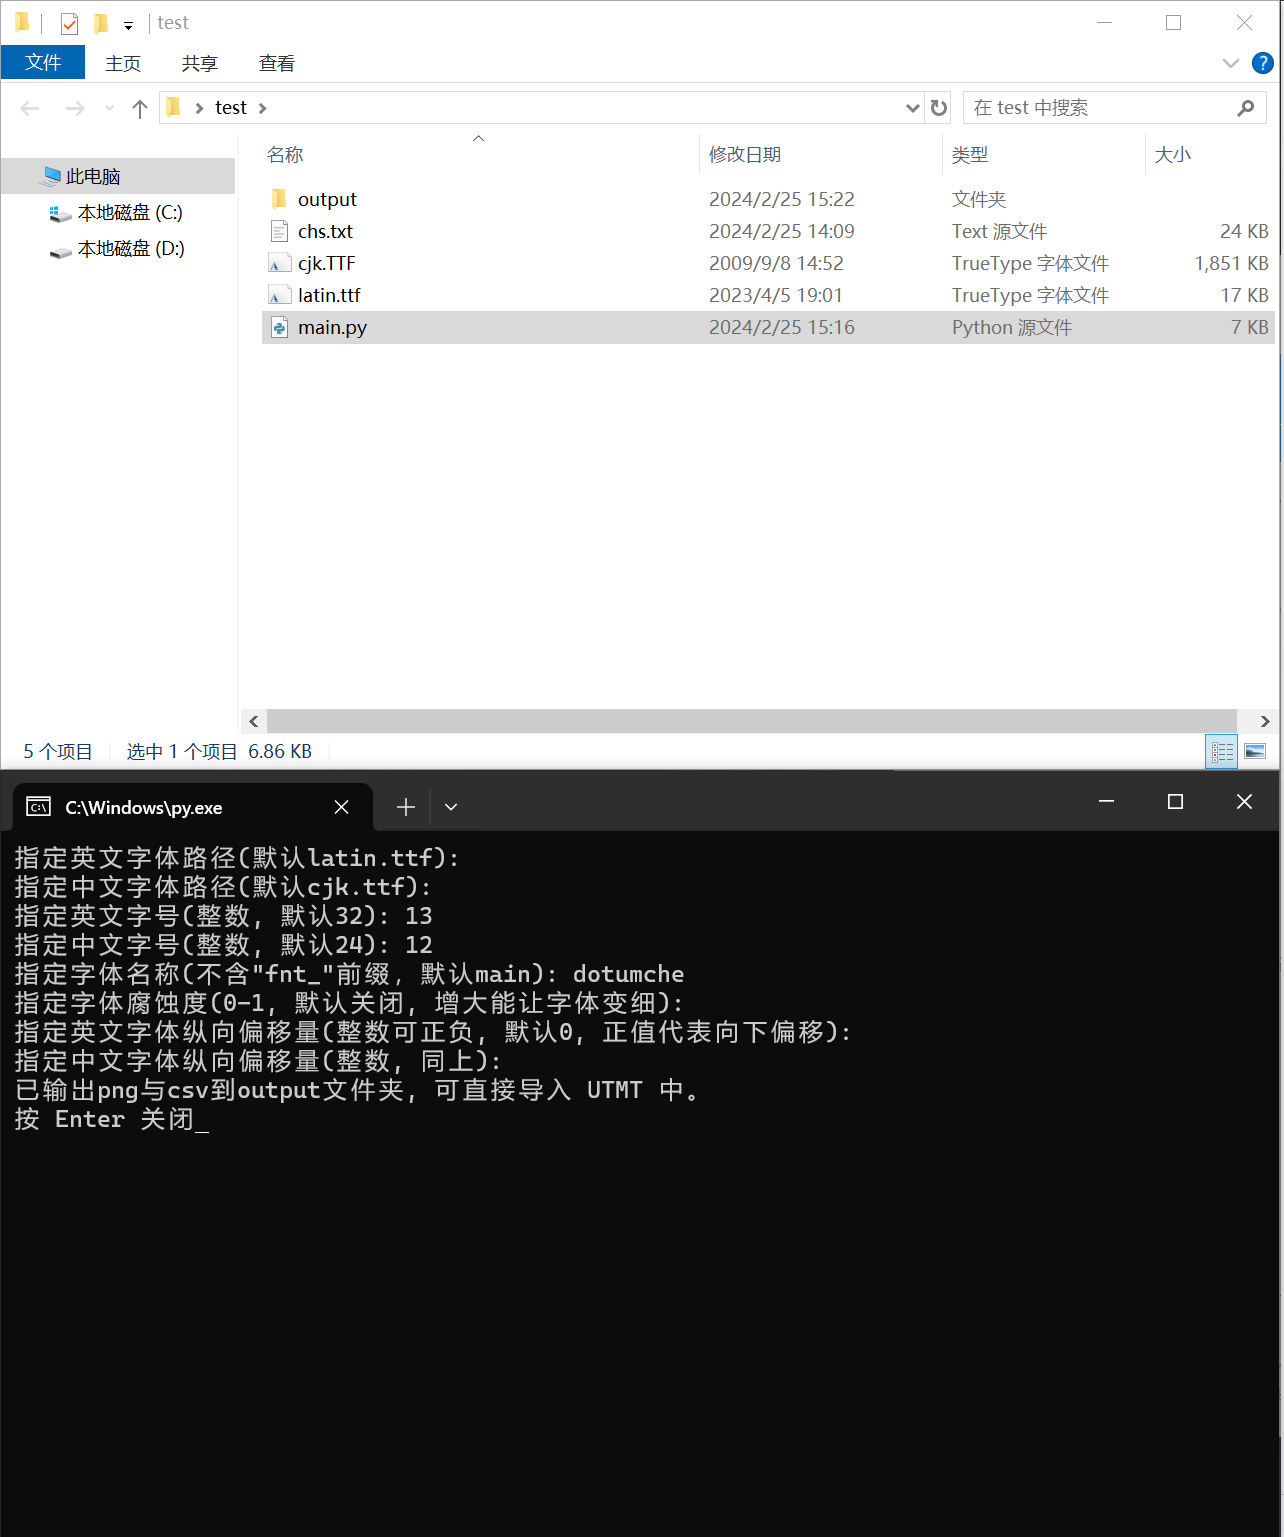 test
文件 主页 共享 查看
test 在 test 中搜索
名称 修改日期 类型 大小
此电脑
本地磁盘 (C:)
本地磁盘 (D:)
output 2024/2/25 15:22 文件夹
chs.txt 2024/2/25 14:09 Text 源文件 24 KB
cjk.TTF 2009/9/8 14:52 TrueType 字体文件 1,851 KB
latin.ttf 2023/4/5 19:01 TrueType 字体文件 17 KB
main.py 2024/2/25 15:16 Python 源文件 7 KB
5 个项目 选中 1 个项目 6.86 KB
C:\Windows\py.exe
指定英文字体路径(默认latin.ttf):
指定中文字体路径(默认cjk.ttf):
指定英文字号(整数, 默认32): 13
指定中文字号(整数, 默认24): 12
指定字体名称(不含"fnt_"前缀, 默认main): dotumche
指定字体腐蚀度(0-1, 默认关闭, 增大能让字体变细):
指定英文字体纵向偏移量(整数可正负, 默认0, 正值代表向下偏移):
指定中文字体纵向偏移量(整数, 同上):
已输出png与csv到output文件夹, 可直接导入 UTMT 中。
按 Enter 关闭_